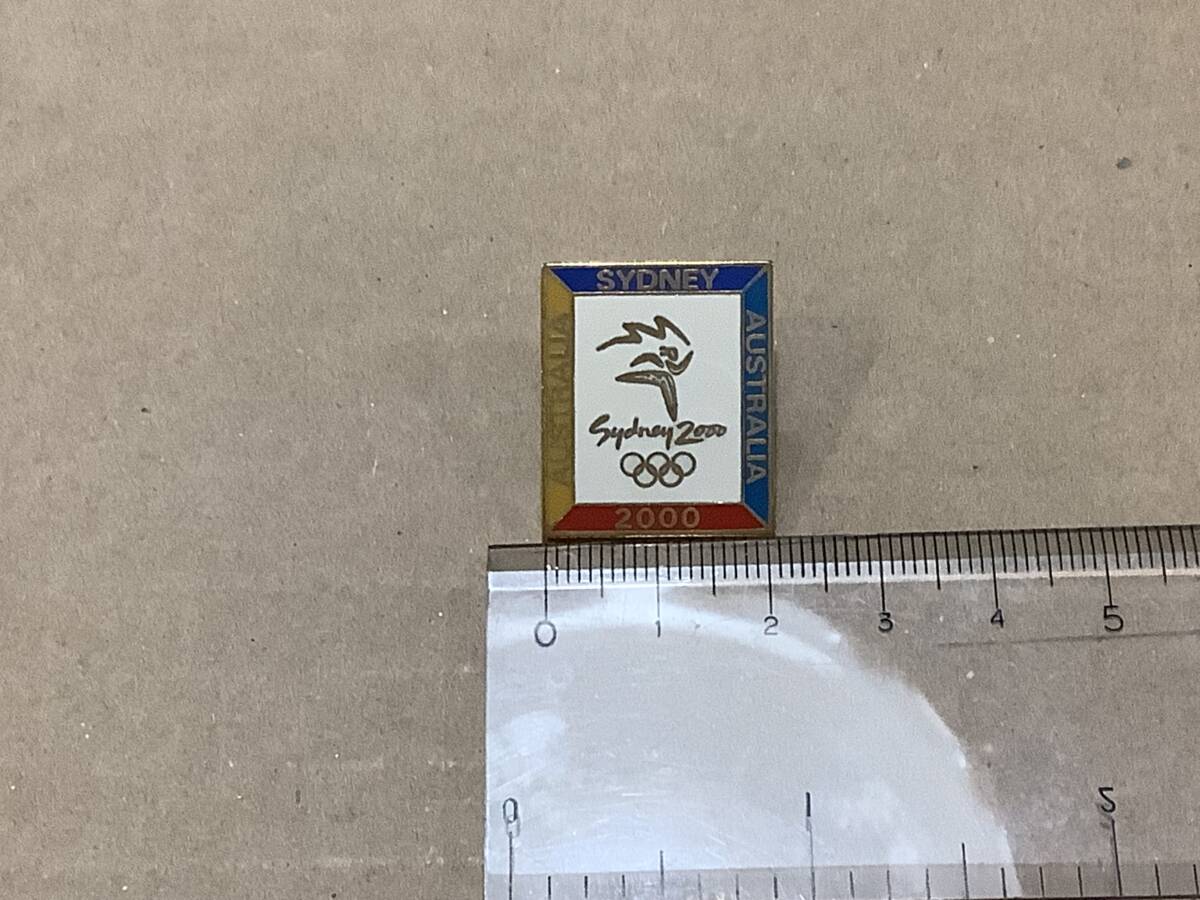 SYDNEY
AUSTRALIA
AUSTRALIA
Sydney 2000
2000
0 1 2 3 4 5
0 1 5